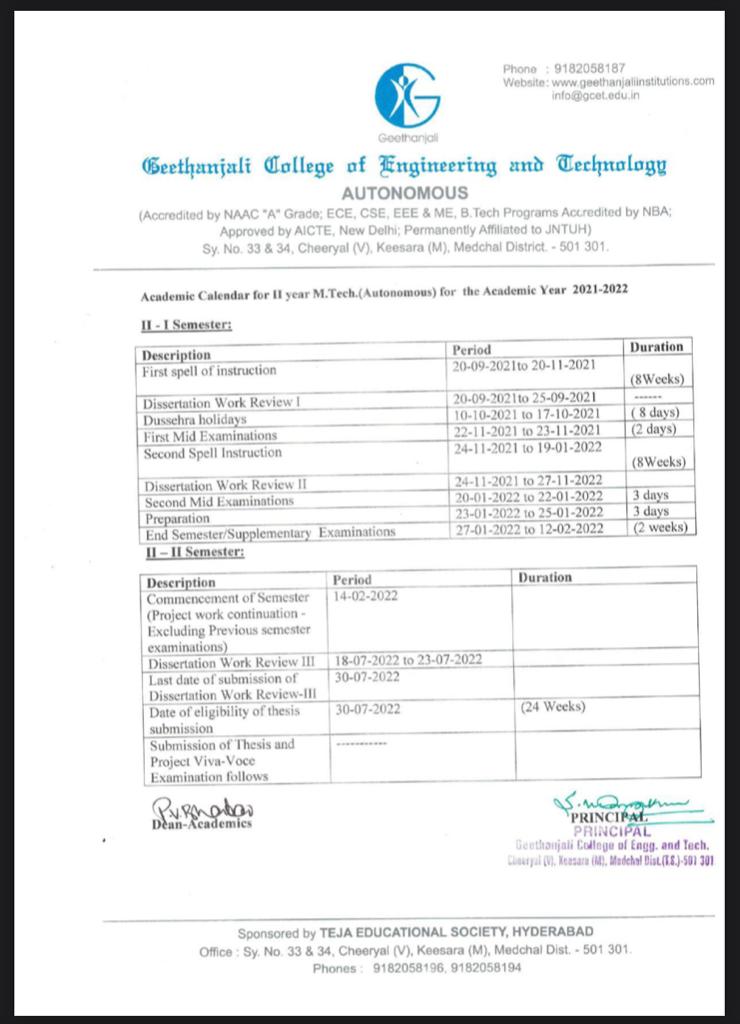 Phone : 9182058187
Website: www.geethanjaliinstitutions.com
info@gcet.edu.in
Geethanjali
Geethanjali College of Engineering and Technology
AUTONOMOUS
(Accredited by NAAC "A" Grade; ECE, CSE, EEE & ME, B.Tech Programs Accredited by NBA;
Approved by AICTE, New Delhi; Permanently Affiliated to JNTUH)
Sy. No. 33 & 34, Cheeryal (V), Keesara (M), Medchal District. - 501 301.
Academic Calendar for II year M.Tech.(Autonomous) for the Academic Year 2021-2022
II - I Semester:
Description Period Duration
First spell of instruction 20-09-2021to 20-11-2021
(8Weeks)
Dissertation Work Review I 20-09-2021to 25-09-2021 ------
Dussehra holidays 10-10-2021 to 17-10-2021 ( 8 days)
First Mid Examinations 22-11-2021 to 23-11-2021 (2 days)
Second Spell Instruction 24-11-2021 to 19-01-2022
(8Weeks)
Dissertation Work Review II 24-11-2021 to 27-11-2022
Second Mid Examinations 20-01-2022 to 22-01-2022 3 days
Preparation 23-01-2022 to 25-01-2022 3 days
End Semester/Supplementary Examinations 27-01-2022 to 12-02-2022 (2 weeks)
II – II Semester:
Description Period Duration
Commencement of Semester 14-02-2022
(Project work continuation -
Excluding Previous semester
examinations)
Dissertation Work Review III 18-07-2022 to 23-07-2022
Last date of submission of 30-07-2022
Dissertation Work Review-III
Date of eligibility of thesis 30-07-2022 (24 Weeks)
submission
Submission of Thesis and -----------
Project Viva-Voce
Examination follows
Dean-Academics
PRINCIPAL
PRINCIPAL
Geethanjali College of Engg. and Tech.
Cheeryal (V), Keesara (M), Medchal Dist.(T.S.)-501 301
Sponsored by TEJA EDUCATIONAL SOCIETY, HYDERABAD
Office : Sy. No. 33 & 34, Cheeryal (V), Keesara (M), Medchal Dist. - 501 301.
Phones : 9182058196, 9182058194